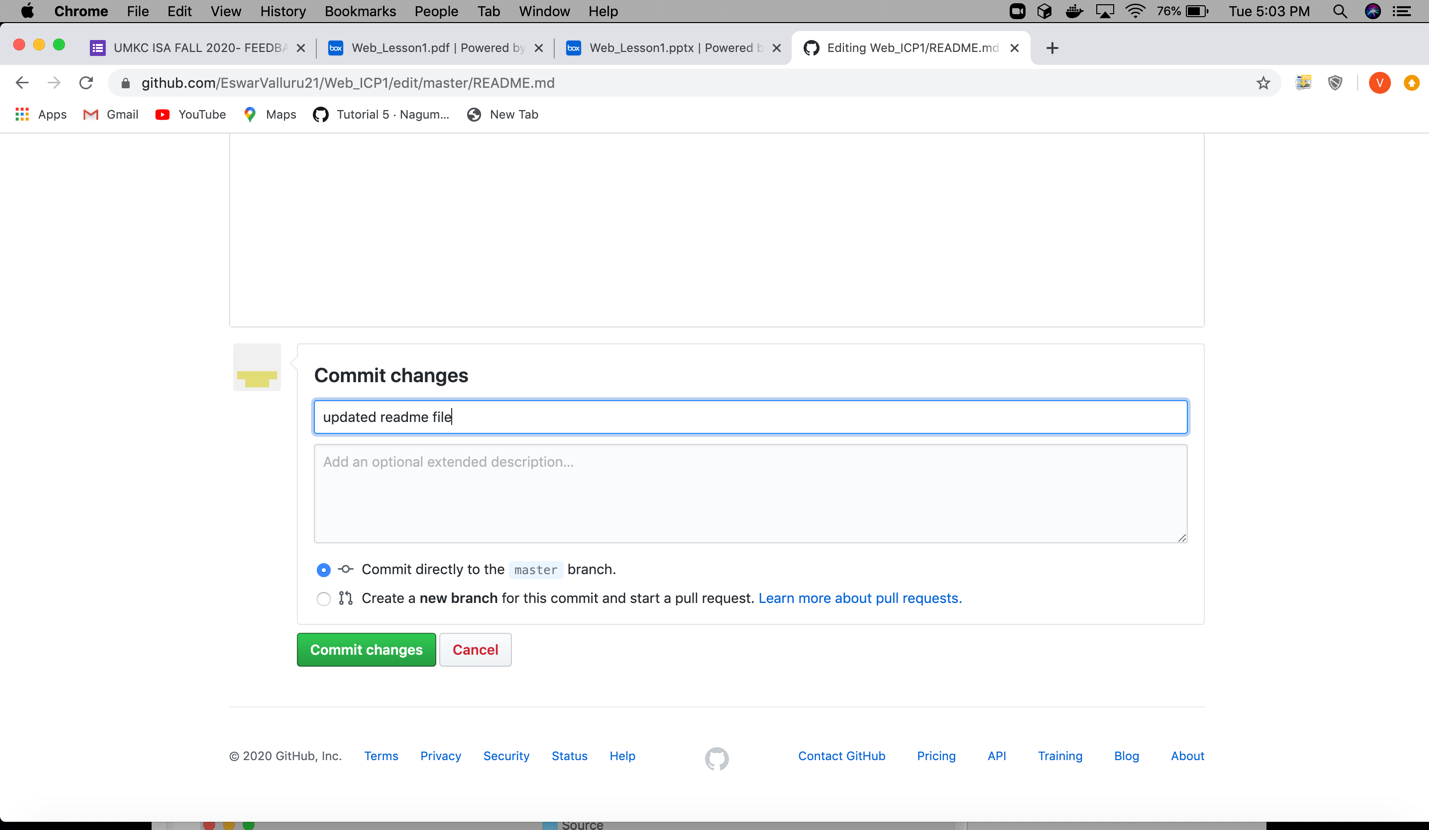 Chrome File Edit View History Bookmarks People Tab Window Help 76% Tue 5:03 PM
UMKC ISA FALL 2020- FEEDBA box Web_Lesson1.pdf | Powered by box Web_Lesson1.pptx | Powered b Editing Web_ICP1/README.md
github.com/EswarValluru21/Web_ICP1/edit/master/README.md V
Apps Gmail YouTube Maps Tutorial 5 · Nagum... New Tab
Commit changes
updated readme file
Add an optional extended description...
Commit directly to the master branch.
Create a new branch for this commit and start a pull request. Learn more about pull requests.
Commit changes Cancel
© 2020 GitHub, Inc. Terms Privacy Security Status Help Contact GitHub Pricing API Training Blog About
Source